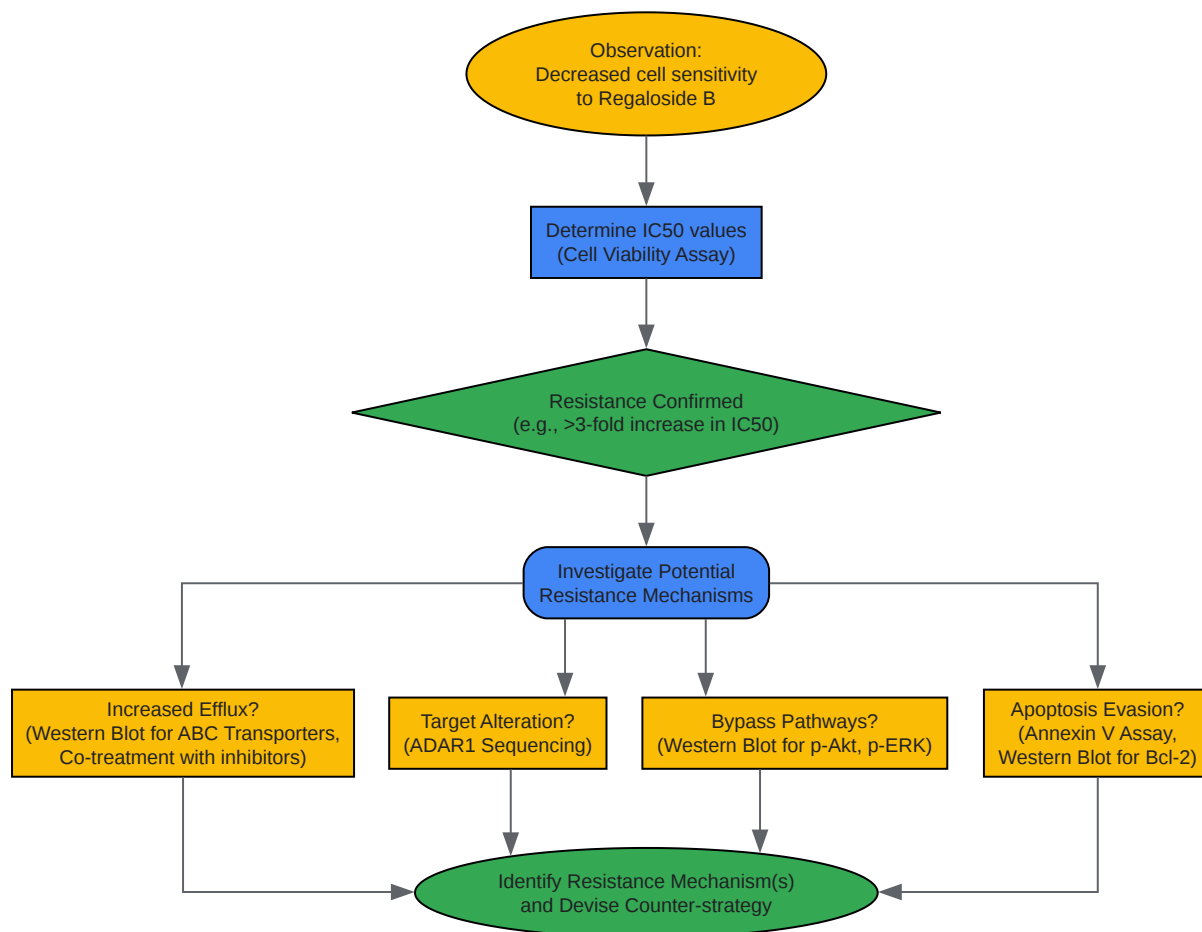 Observation:
Decreased cell sensitivity
to Regaloside B
Determine IC50 values
(Cell Viability Assay)
Resistance Confirmed
(e.g., >3-fold increase in IC50)
Investigate Potential
Resistance Mechanisms
Increased Efflux?
(Western Blot for ABC Transporters,
Co-treatment with inhibitors)
Target Alteration?
(ADAR1 Sequencing)
Bypass Pathways?
(Western Blot for p-Akt, p-ERK)
Apoptosis Evasion?
(Annexin V Assay,
Western Blot for Bcl-2)
Identify Resistance Mechanism(s)
and Devise Counter-strategy